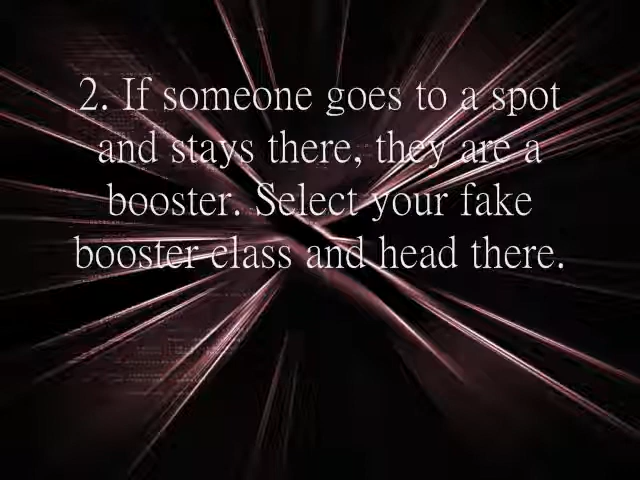 2. If someone goes to a spot
and stays there, they are a
booster. Select your fake
booster class and head there.